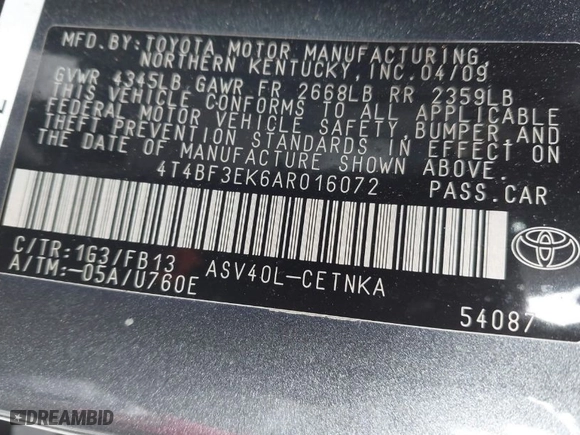 MFD.BY:TOYOTA MOTOR MANUFACTURING,
NORTHERN KENTUCKY,INC.04/09
GVWR 4345LB GAWR FR 2668LB RR 2359LB
THIS VEHICLE CONFORMS TO ALL APPLICABLE
FEDERAL MOTOR VEHICLE SAFETY,BUMPER AND
THEFT PREVENTION STANDARDS IN EFFECT ON
THE DATE OF MANUFACTURE SHOWN ABOVE.
4T4BF3EK6AR016072 PASS.CAR
C/TR:1G3/FB13 ASV40L-CETNKA
A/TM:-05A/U760E
54087
DREAMBID